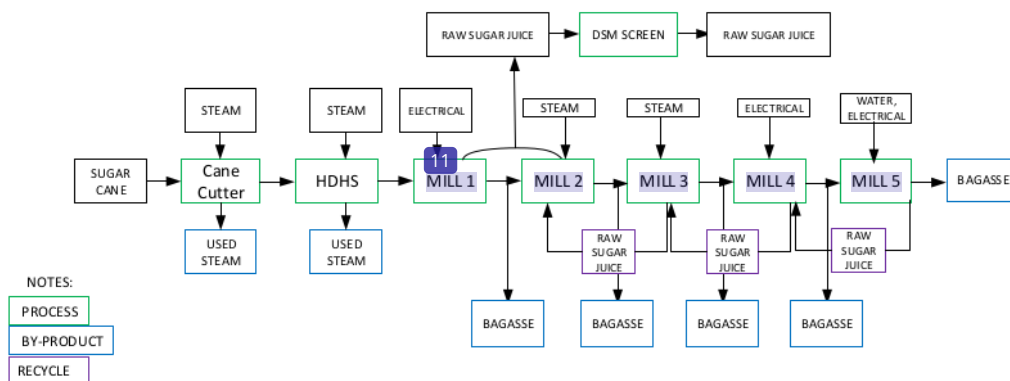 RAW SUGAR JUICE
DSM SCREEN
RAW SUGAR JUICE
STEAM
STEAM
ELECTRICAL
STEAM
STEAM
ELECTRICAL
WATER,
ELECTRICAL
11
SUGAR
CANE
Cane
Cutter
HDHS
MILL 1
MILL 2
MILL 3
MILL 4
MILL 5
BAGASSE
USED
STEAM
USED
STEAM
RAW
SUGAR
JUICE
RAW
SUGAR
JUICE
RAW
SUGAR
JUICE
BAGASSE
BAGASSE
BAGASSE
BAGASSE
NOTES:
PROCESS
BY-PRODUCT
RECYCLE